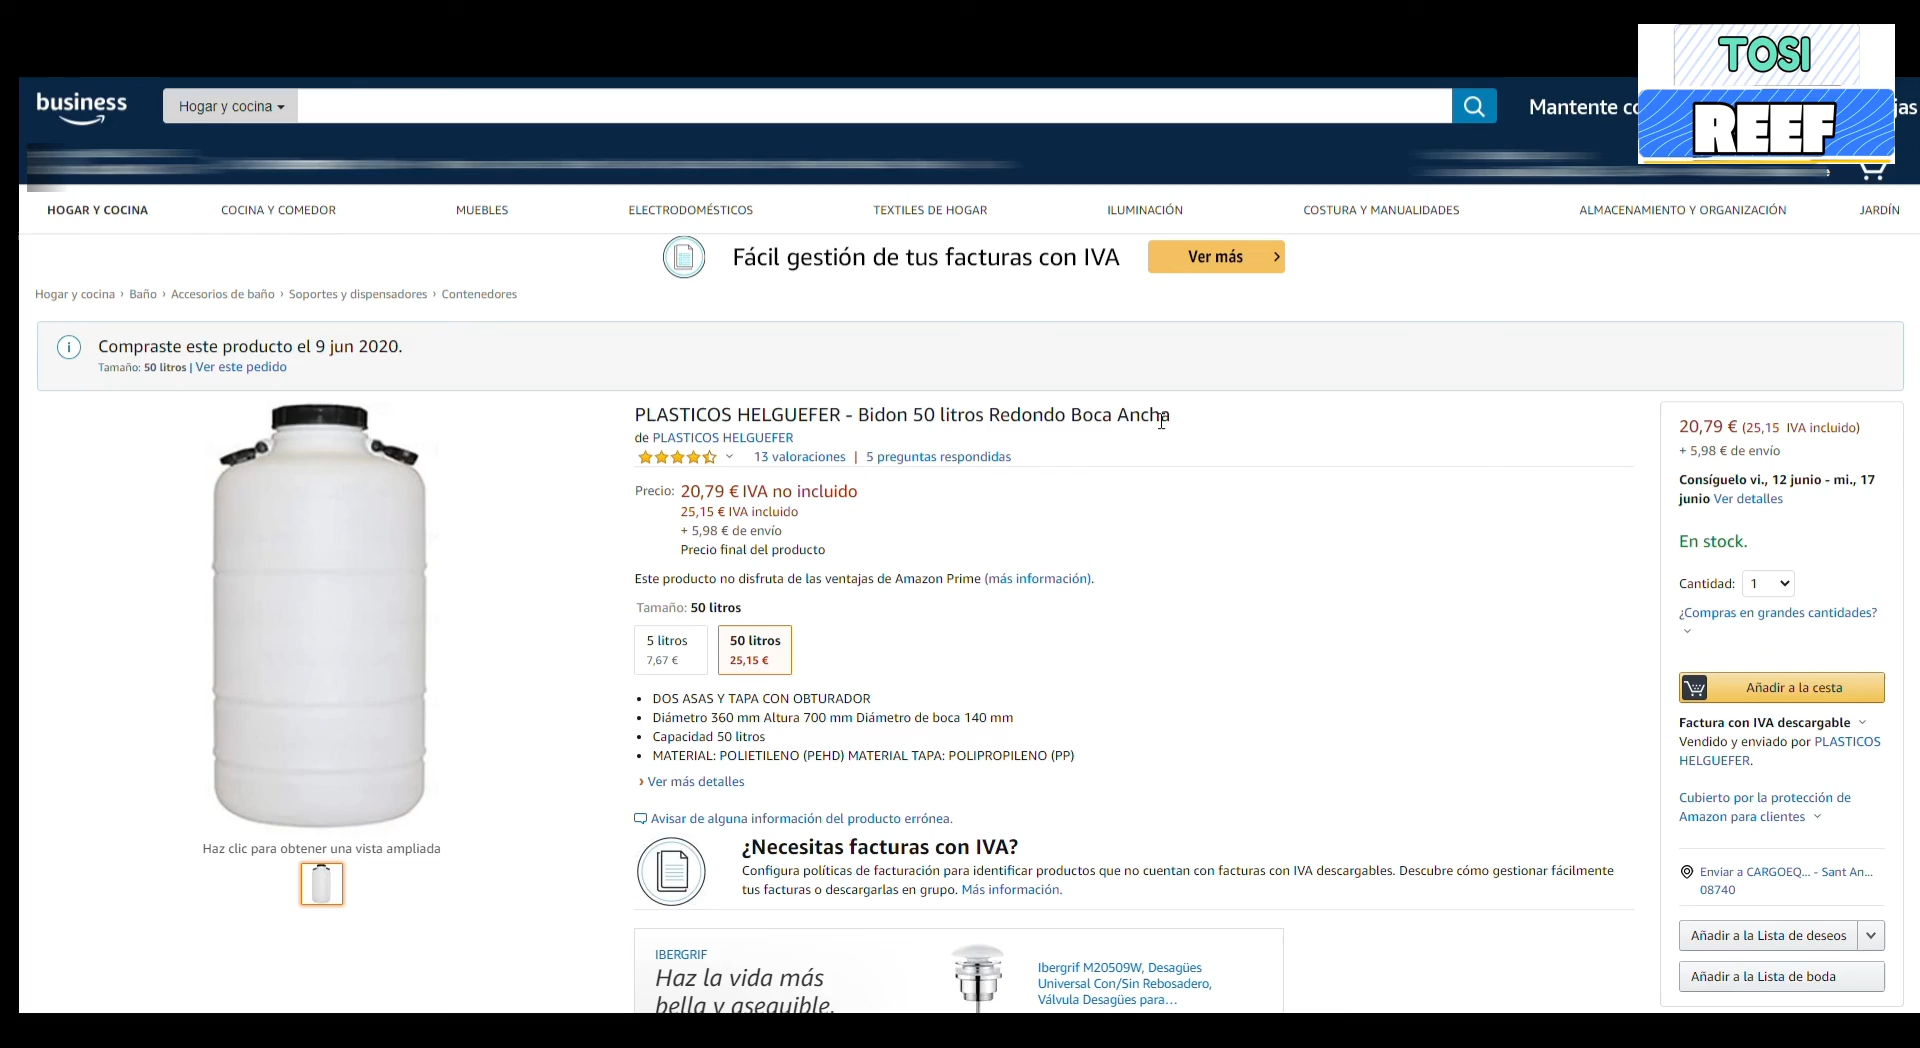 TOSI
REEF
business
Hogar y cocina
Mantente
HOGAR Y COCINA
COCINA Y COMEDOR
MUEBLES
ELECTRODOMÉSTICOS
TEXTILES DE HOGAR
ILUMINACIÓN
COSTURA Y MANUALIDADES
ALMACENAMIENTO Y ORGANIZACIÓN
JARDÍN
Fácil gestión de tus facturas con IVA
Ver más
Hogar y cocina › Baño › Accesorios de baño › Soportes y dispensadores › Contenedores
Compraste este producto el 9 jun 2020.
Tamaño: 50 litros | Ver este pedido
Haz clic para obtener una vista ampliada
PLASTICOS HELGUEFER - Bidon 50 litros Redondo Boca Ancha
de PLASTICOS HELGUEFER
13 valoraciones | 5 preguntas respondidas
Precio: 20,79 € IVA no incluido
25,15 € IVA incluido
+ 5,98 € de envío
Precio final del producto
Este producto no disfruta de las ventajas de Amazon Prime (más información).
Tamaño: 50 litros
5 litros
7,67 €
50 litros
25,15 €
• DOS ASAS Y TAPA CON OBTURADOR
• Diámetro 360 mm Altura 700 mm Diámetro de boca 140 mm
• Capacidad 50 litros
• MATERIAL: POLIETILENO (PEHD) MATERIAL TAPA: POLIPROPILENO (PP)
› Ver más detalles
Avisar de alguna información del producto errónea.
¿Necesitas facturas con IVA?
Configura políticas de facturación para identificar productos que no cuentan con facturas con IVA descargables. Descubre cómo gestionar fácilmente
tus facturas o descargarlas en grupo. Más información.
IBERGRIF
Haz la vida más
bella y asequible.
Ibergrif M20509W, Desagües
Universal Con/Sin Rebosadero,
Válvula Desagües para...
20,79 € (25,15 IVA incluido)
+ 5,98 € de envío
Consíguelo vi., 12 junio - mi., 17
junio Ver detalles
En stock.
Cantidad: 1
¿Compras en grandes cantidades?
Añadir a la cesta
Factura con IVA descargable
Vendido y enviado por PLASTICOS
HELGUEFER.
Cubierto por la protección de
Amazon para clientes
Enviar a CARGOEQ... - Sant An...
08740
Añadir a la Lista de deseos
Añadir a la Lista de boda